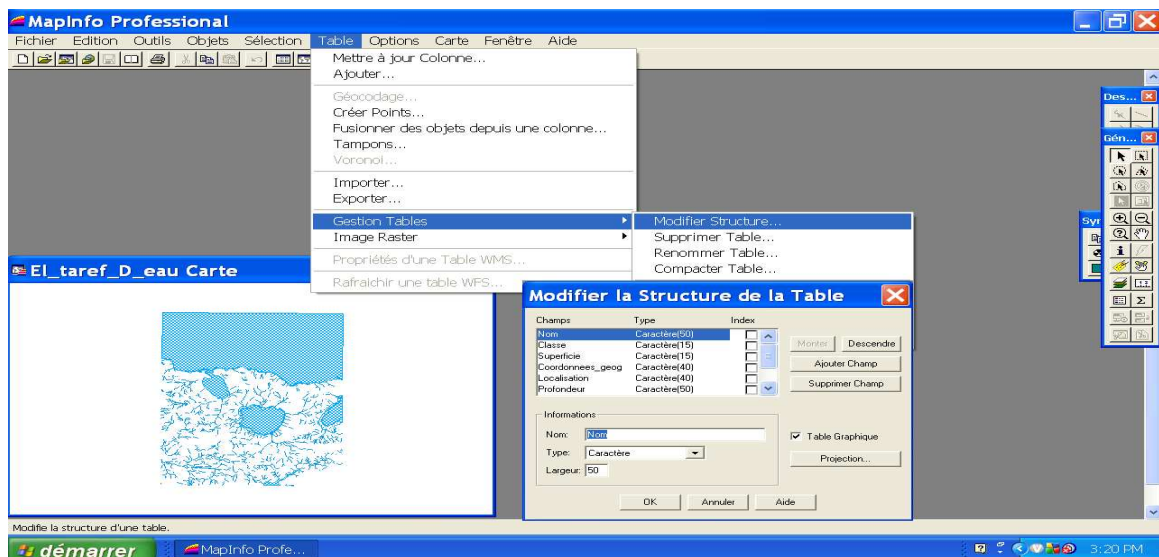 MapInfo Professional
Fichier Edition Outils Objets Sélection Table Options Carte Fenêtre Aide
Mettre à jour Colonne...
Ajouter...
Géocodage...
Créer Points...
Fusionner des objets depuis une colonne...
Tampons...
Voronoi...
Importer...
Exporter...
Gestion Tables
Image Raster
Propriétés d'une Table WMS...
Rafraichir une table WFS...
Modifier Structure...
Supprimer Table...
Renommer Table...
Compacter Table...
Des...
Gén...
Syr
El_taref_D_eau Carte
Modifier la Structure de la Table
Champs Type Index
Nom Caractère(50)
Classe Caractère(15)
Superficie Caractère(15)
Coordonnees_geog Caractère(40)
Localisation Caractère(40)
Profondeur Caractère(50)
Monter Descendre
Ajouter Champ
Supprimer Champ
Informations
Nom: Nom
Type: Caractère
Largeur: 50
Table Graphique
Projection...
OK Annuler Aide
Modifie la structure d'une table.
démarrer MapInfo Profe... 3:20 PM